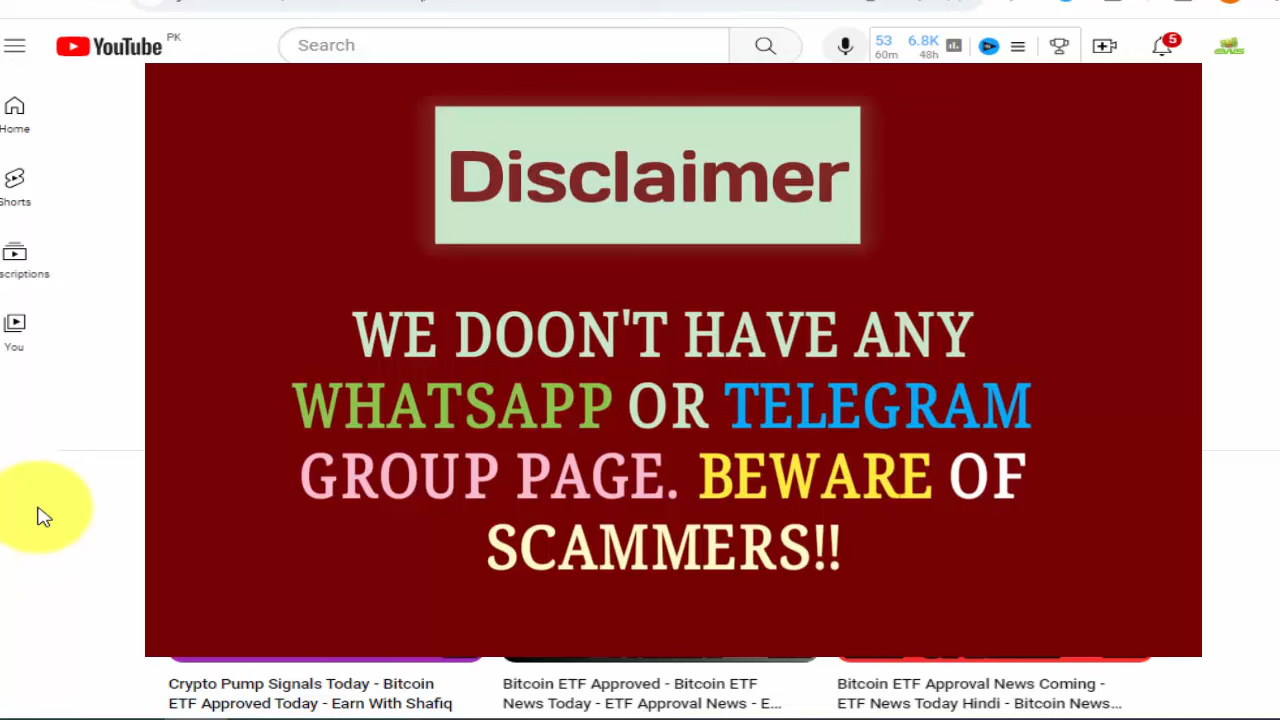 YouTube PK
Search
53 6.8K
60m 48h
5
Home
Shorts
scriptions
You
Disclaimer
WE DOON'T HAVE ANY
WHATSAPP OR TELEGRAM
GROUP PAGE. BEWARE OF
SCAMMERS!!
Crypto Pump Signals Today - Bitcoin
ETF Approved Today - Earn With Shafiq
Bitcoin ETF Approved - Bitcoin ETF
News Today - ETF Approval News - E...
Bitcoin ETF Approval News Coming -
ETF News Today Hindi - Bitcoin News...